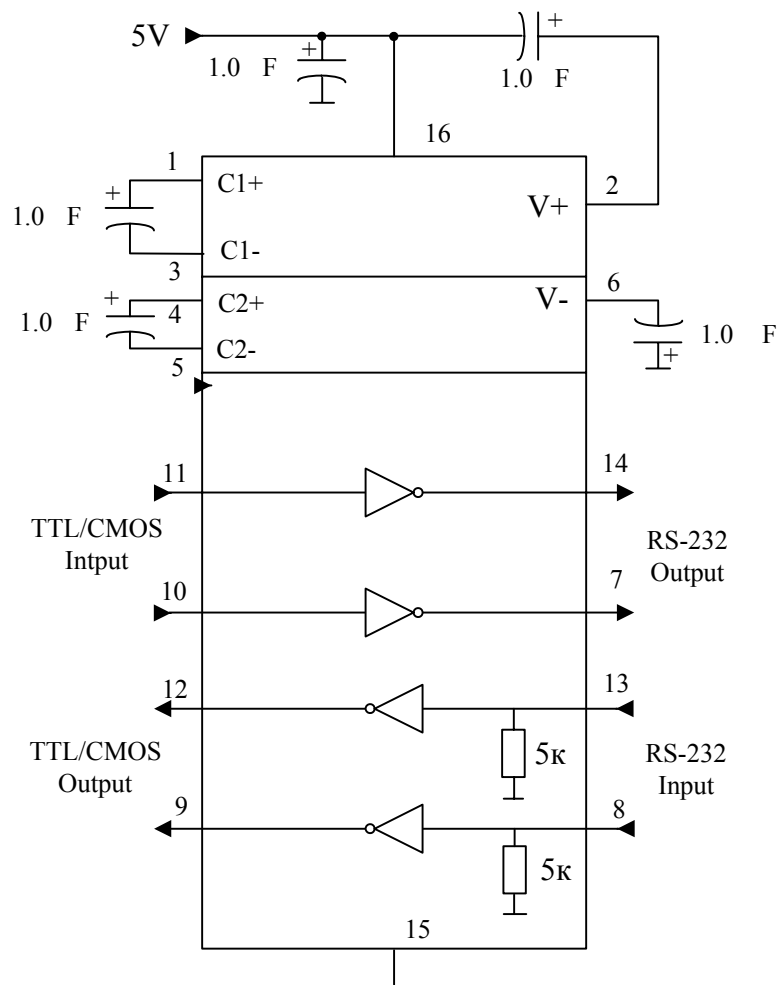 5V
+
1.0 F
+
1.0 F
16
1
C1+
+
1.0 F
C1-
3
V+
2
4
C2+
+
1.0 F
C2-
5
V-
6
+
1.0 F
11
14
TTL/CMOS
Intput
RS-232
Output
10
7
12
13
5к
TTL/CMOS
Output
RS-232
Input
9
8
5к
15